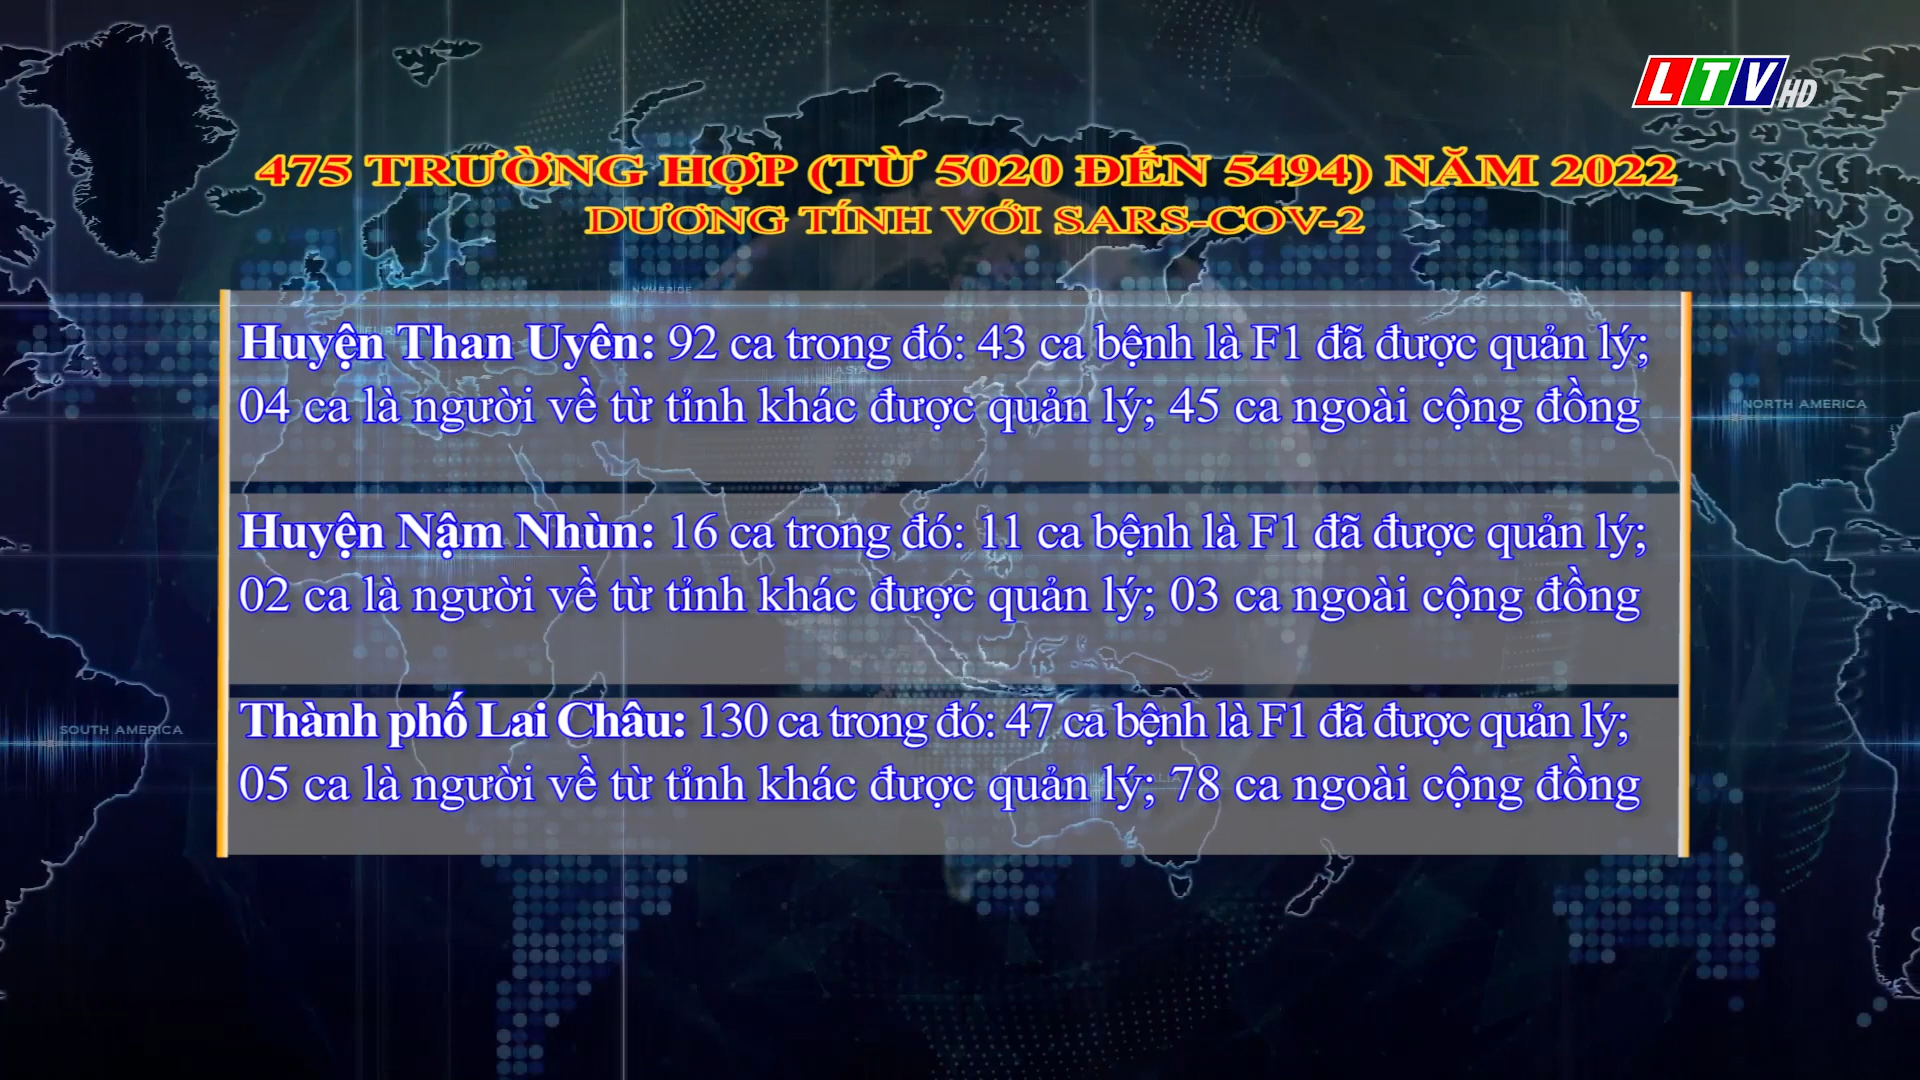 LTV HD
475 TRƯỜNG HỢP (TỪ 5020 ĐẾN 5494) NĂM 2022
DƯƠNG TÍNH VỚI SARS-COV-2
Huyện Than Uyên: 92 ca trong đó: 43 ca bệnh là F1 đã được quản lý;
04 ca là người về từ tỉnh khác được quản lý; 45 ca ngoài cộng đồng
Huyện Nậm Nhùn: 16 ca trong đó: 11 ca bệnh là F1 đã được quản lý;
02 ca là người về từ tỉnh khác được quản lý; 03 ca ngoài cộng đồng
Thành phố Lai Châu: 130 ca trong đó: 47 ca bệnh là F1 đã được quản lý;
05 ca là người về từ tỉnh khác được quản lý; 78 ca ngoài cộng đồng
ASIA
NORTH AMERICA
SOUTH AMERICA